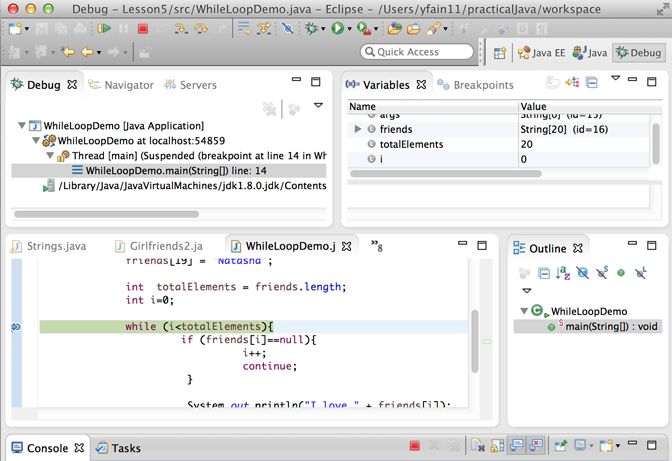 Debug - Lesson5/src/WhileLoopDemo.java - Eclipse - /Users/yfain11/practicalJava/workspace
Quick Access
Java EE
Java
Debug
Debug
Navigator
Servers
WhileLoopDemo [Java Application]
WhileLoopDemo at localhost:54859
Thread [main] (Suspended (breakpoint at line 14 in Wh
WhileLoopDemo.main(String[]) line: 14
/Library/Java/JavaVirtualMachines/jdk1.8.0.jdk/Contents
Variables
Breakpoints
Name Value
args String[0] (id=15)
friends String[20] (id=16)
totalElements 20
i 0
Strings.java
Girlfriends2.ja
WhileLoopDemo.j
»8
friends[19] = "Natasha";
int totalElements = friends.length;
int i=0;
while (i<totalElements){
if (friends[i]==null){
i++;
continue;
}
System.out.println("I love " + friends[i]);
Outline
WhileLoopDemo
main(String[]) : void
Console
Tasks